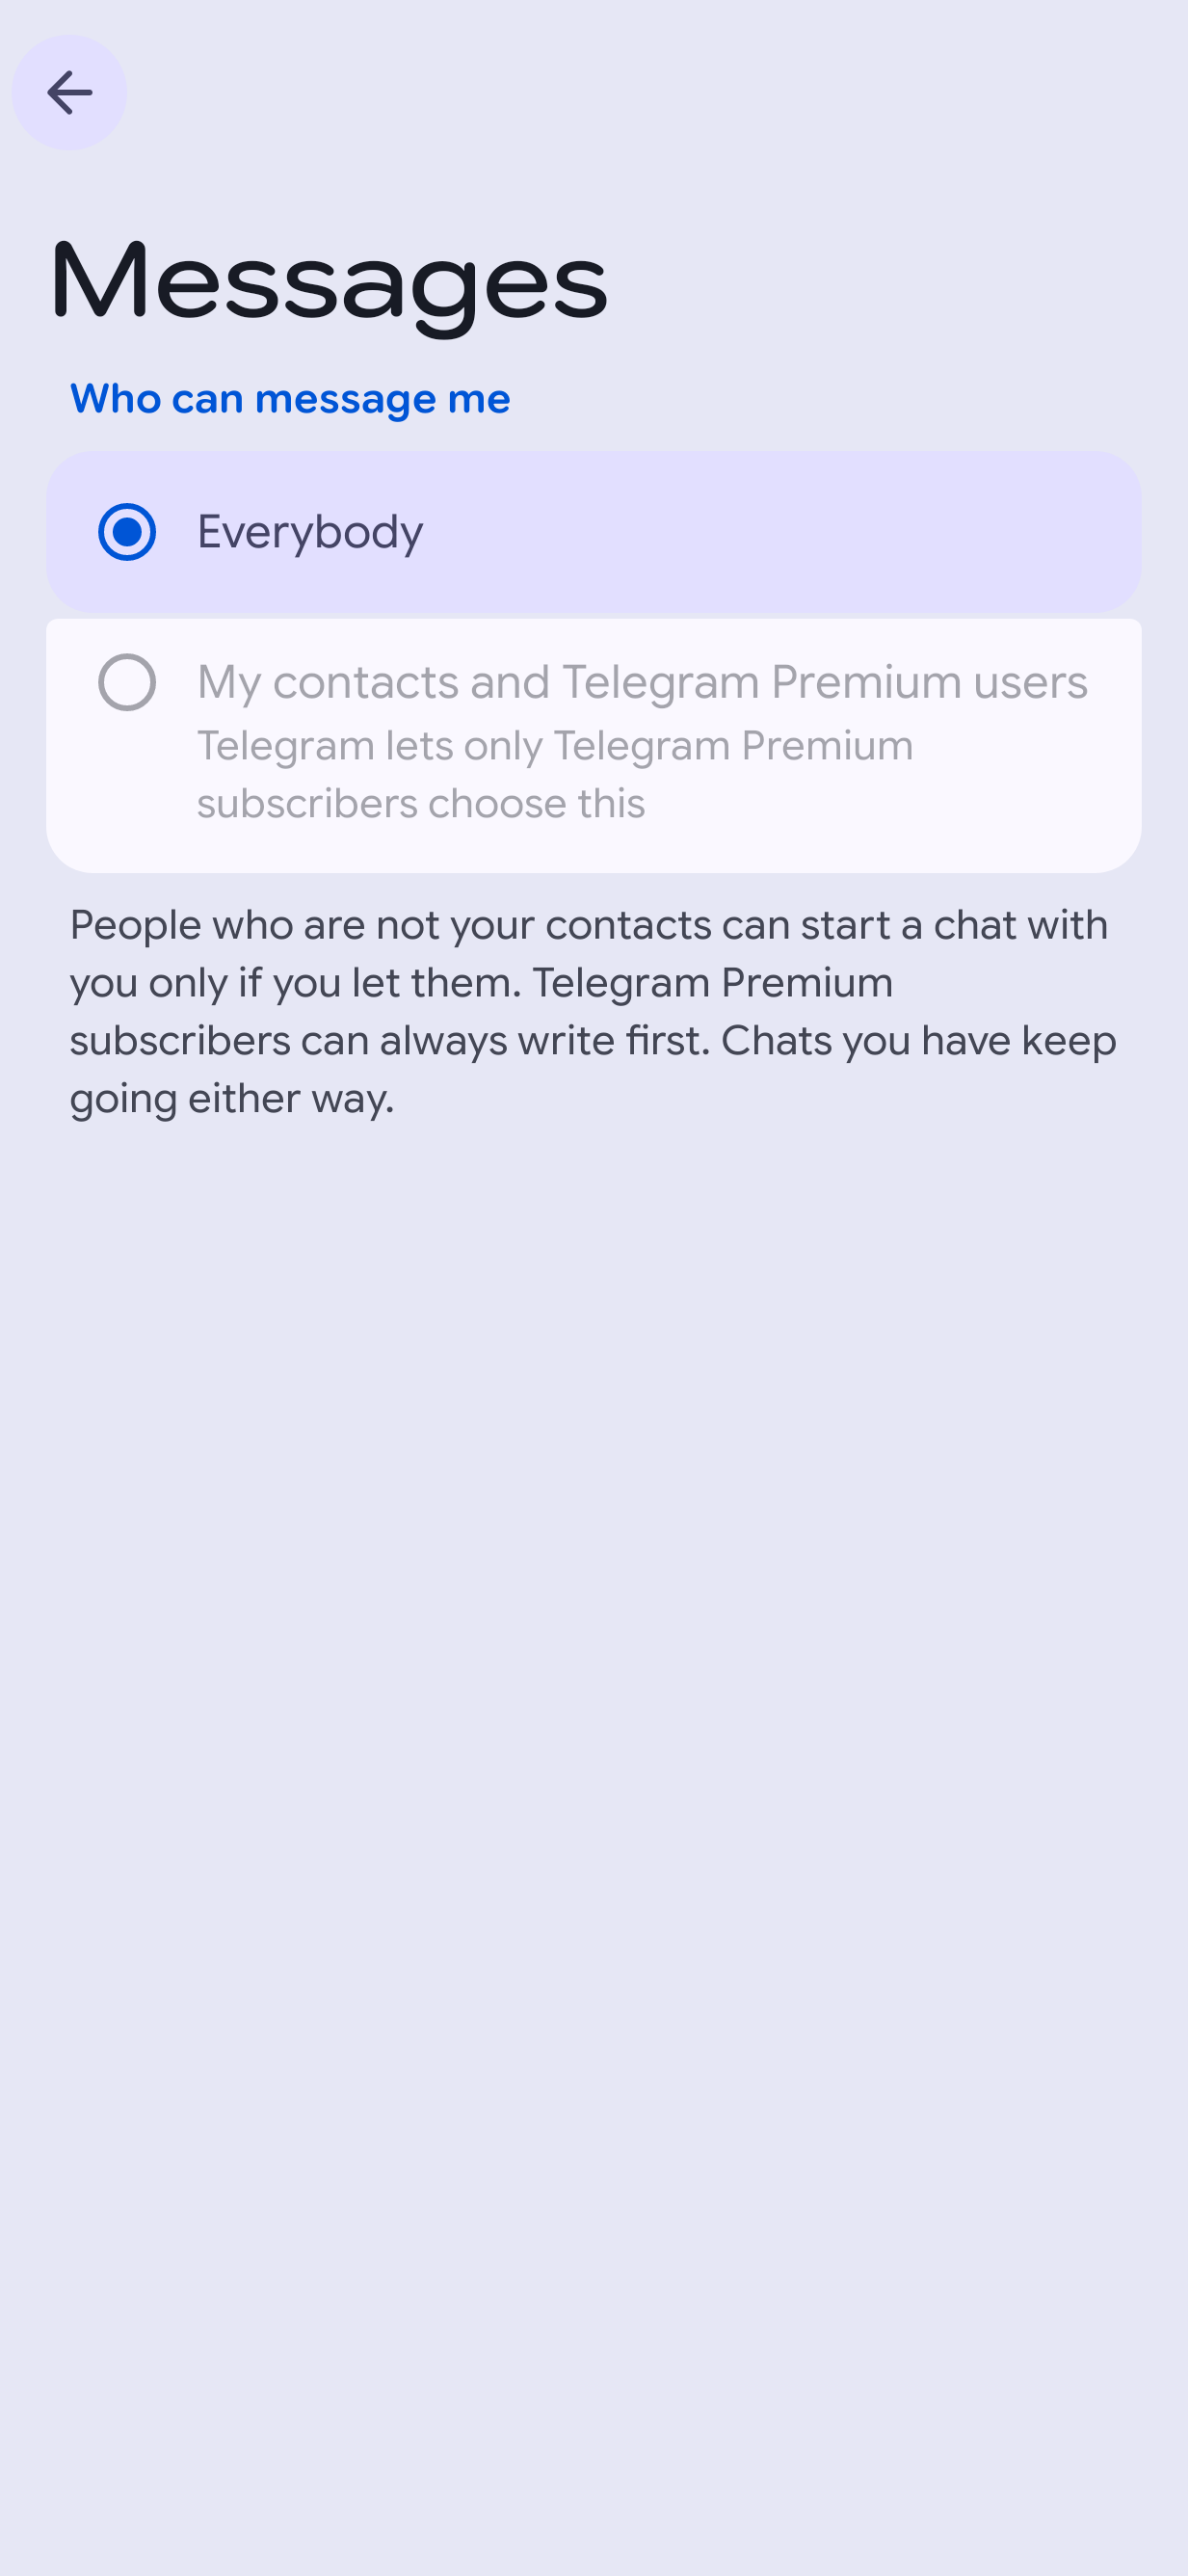 Messages
Who can message me
Everybody
My contacts and Telegram Premium users
Telegram lets only Telegram Premium
subscribers choose this
People who are not your contacts can start a chat with
you only if you let them. Telegram Premium
subscribers can always write first. Chats you have keep
going either way.